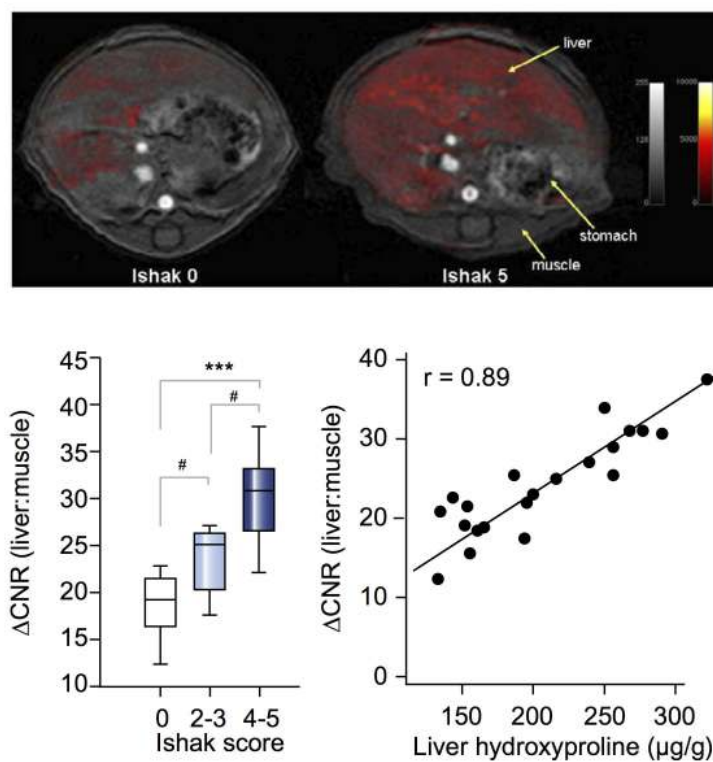 liver
255 10000
128 5000
0 0
stomach
muscle
Ishak 0 Ishak 5
45
40
35
30
25
20
15
10
ΔCNR (liver:muscle)
***
#
#
0 2-3 4-5
Ishak score
40
30
20
10
0
ΔCNR (liver:muscle)
r = 0.89
150 200 250 300
Liver hydroxyproline (µg/g)